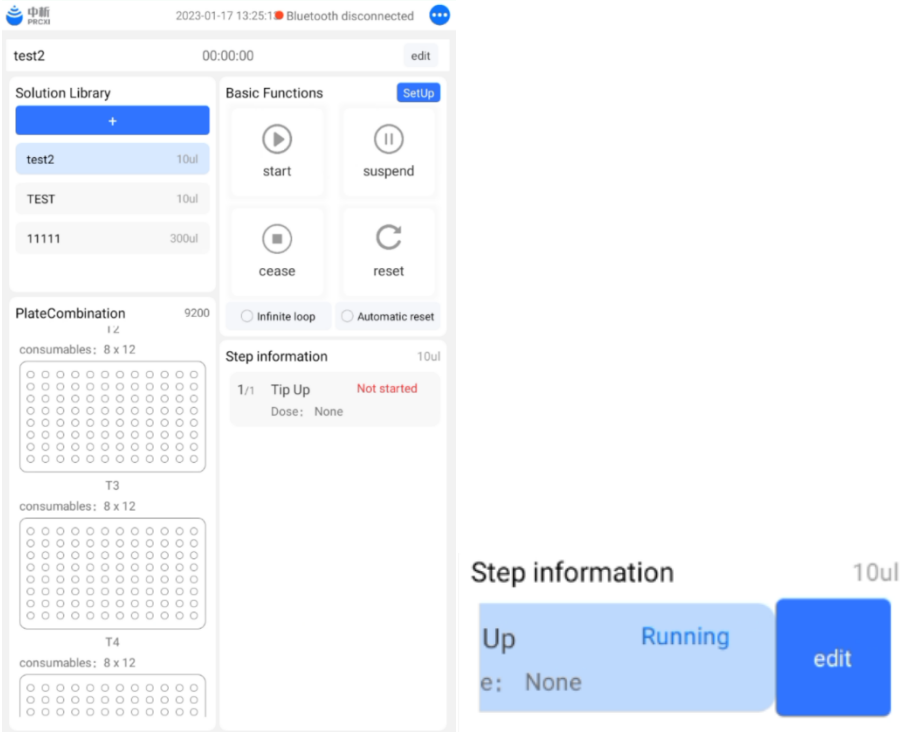 中析
PRCXI
2023-01-17 13:25:1
Bluetooth disconnected
test2
00:00:00
edit
Solution Library
+
test2 10ul
TEST 10ul
11111 300ul
Basic Functions
SetUp
start
suspend
cease
reset
Infinite loop
Automatic reset
PlateCombination 9200
T2
consumables: 8 x 12
T3
consumables: 8 x 12
T4
consumables: 8 x 12
Step information 10ul
1/1 Tip Up Not started
Dose: None
Step information 10ul
Up Running
e: None
edit